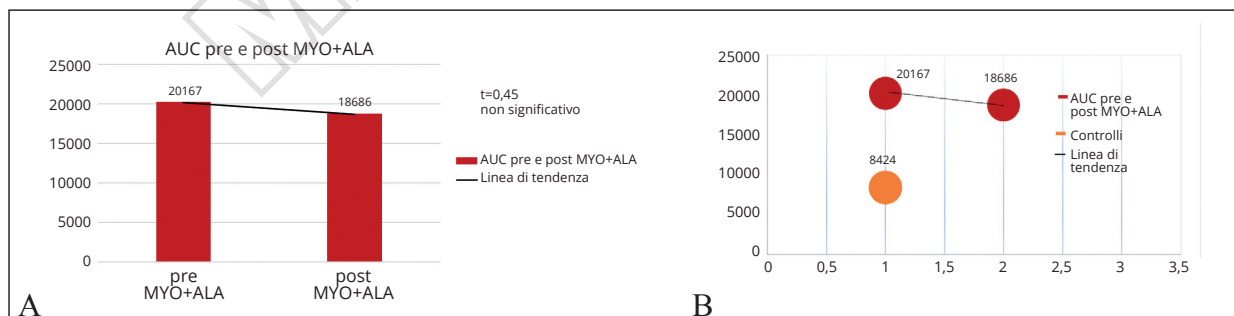 AUC pre e post MYO+ALA
25000
20000
15000
10000
5000
0
20167
18686
pre
MYO+ALA
post
MYO+ALA
t=0,45
non significativo
AUC pre e post MYO+ALA
Linea di tendenza
A
25000
20000
15000
10000
5000
0
20167
18686
8424
0
0,5
1
1,5
2
2,5
3
3,5
AUC pre e
post MYO+ALA
Controlli
Linea di
tendenza
B